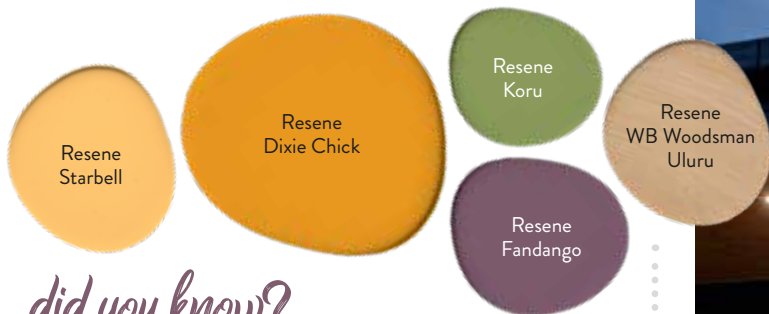 Resene
Starbell
Resene
Dixie Chick
Resene
Koru
Resene
WB Woodsman
Uluru
Resene
Fandango
did you know?